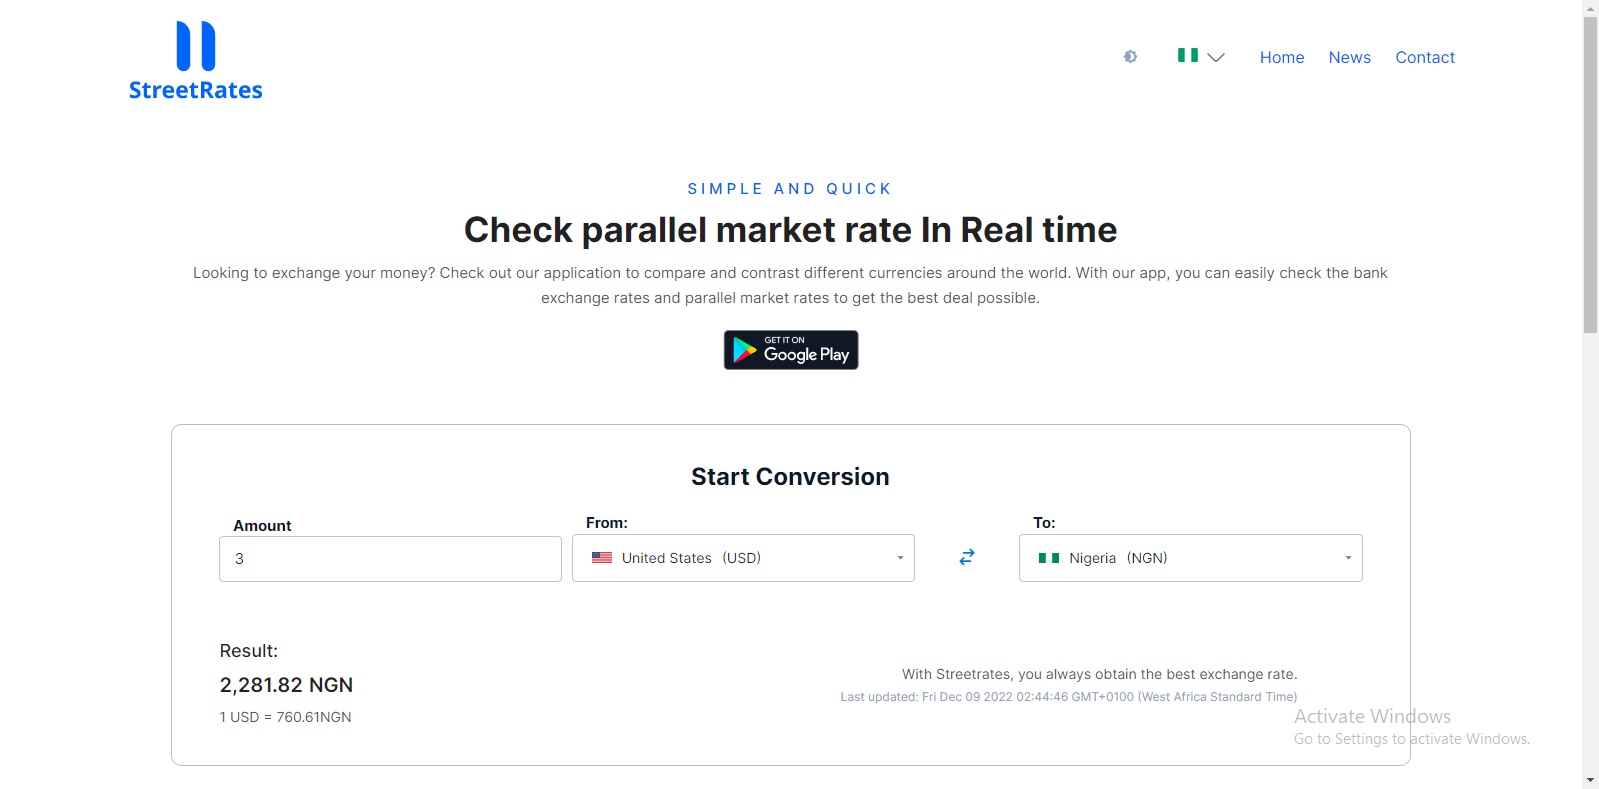 StreetRates
Home News Contact
SIMPLE AND QUICK
Check parallel market rate In Real time
Looking to exchange your money? Check out our application to compare and contrast different currencies around the world. With our app, you can easily check the bank
exchange rates and parallel market rates to get the best deal possible.
GET IT ON
Google Play
Start Conversion
Amount
From:
To:
3
United States (USD)
Nigeria (NGN)
Result:
2,281.82 NGN
1 USD = 760.61NGN
With Streetrates, you always obtain the best exchange rate.
Last updated: Fri Dec 09 2022 02:44:46 GMT+0100 (West Africa Standard Time)
Activate Windows
Go to Settings to activate Windows.